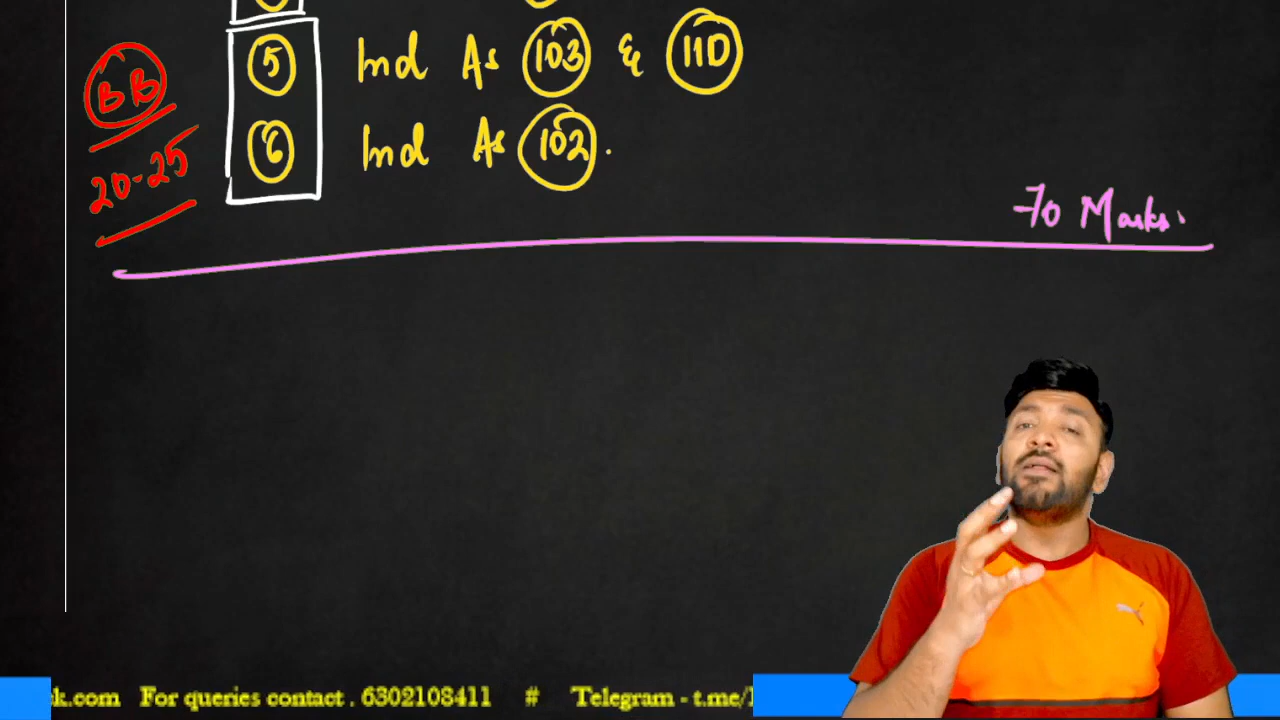 5 Ind As 103 & 110
BB
6 Ind As 102.
20-25
70 Marks.
k.com For queries contact . 6302108411 # Telegram - t.me/